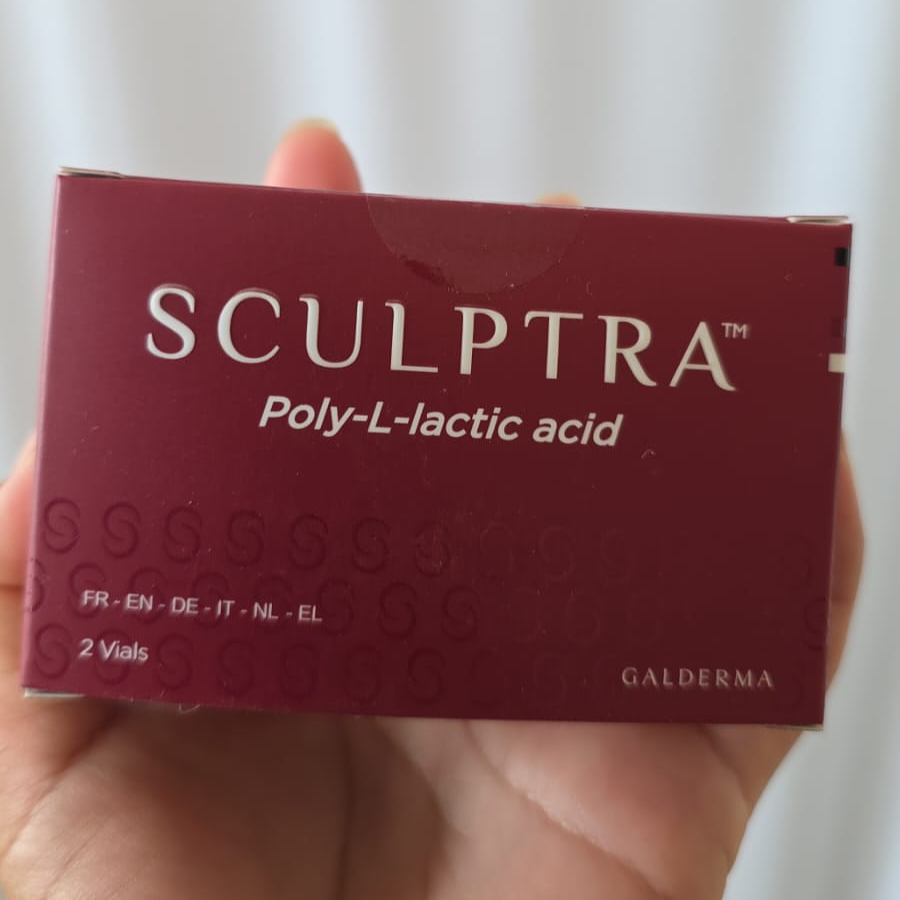 SCULPTRA™
Poly-L-lactic acid
FR - EN - DE - IT - NL - EL
2 Vials
GALDERMA